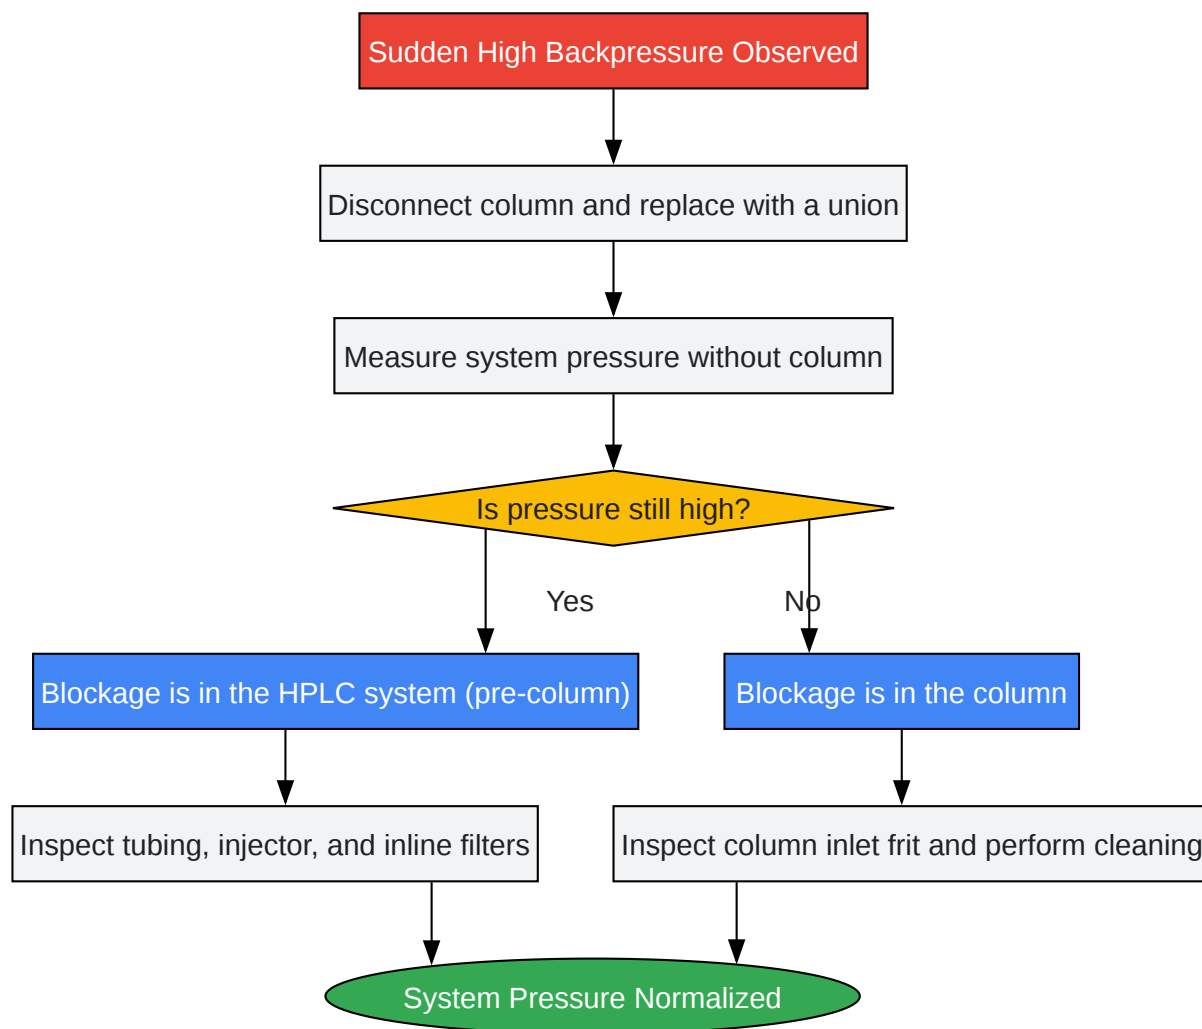 Sudden High Backpressure Observed
Disconnect column and replace with a union
Measure system pressure without column
Is pressure still high?
Yes
No
Blockage is in the HPLC system (pre-column)
Blockage is in the column
Inspect tubing, injector, and inline filters
Inspect column inlet frit and perform cleaning
System Pressure Normalized